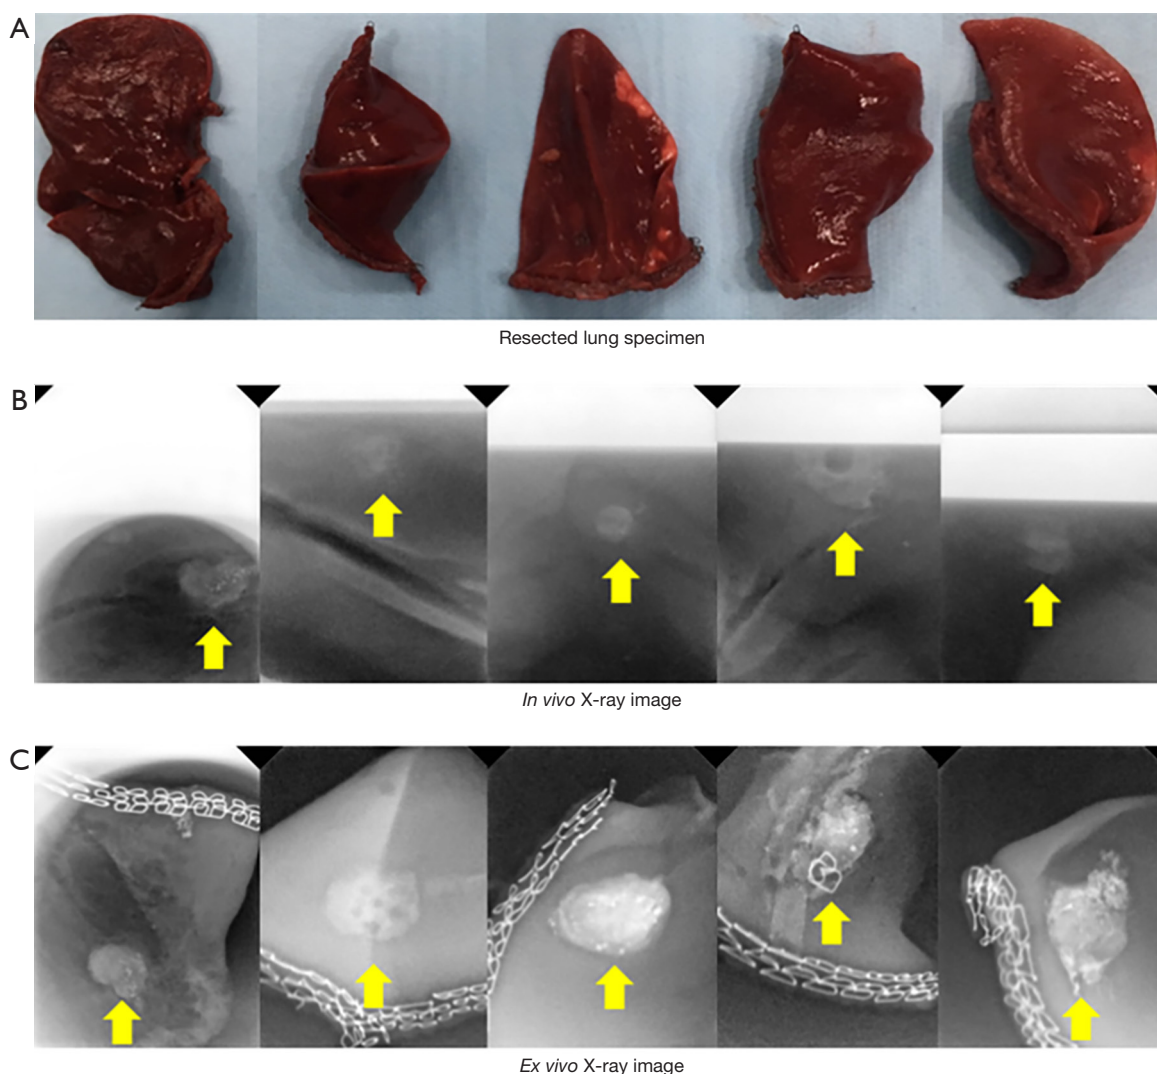 A
Resected lung specimen
B
In vivo X-ray image
C
Ex vivo X-ray image